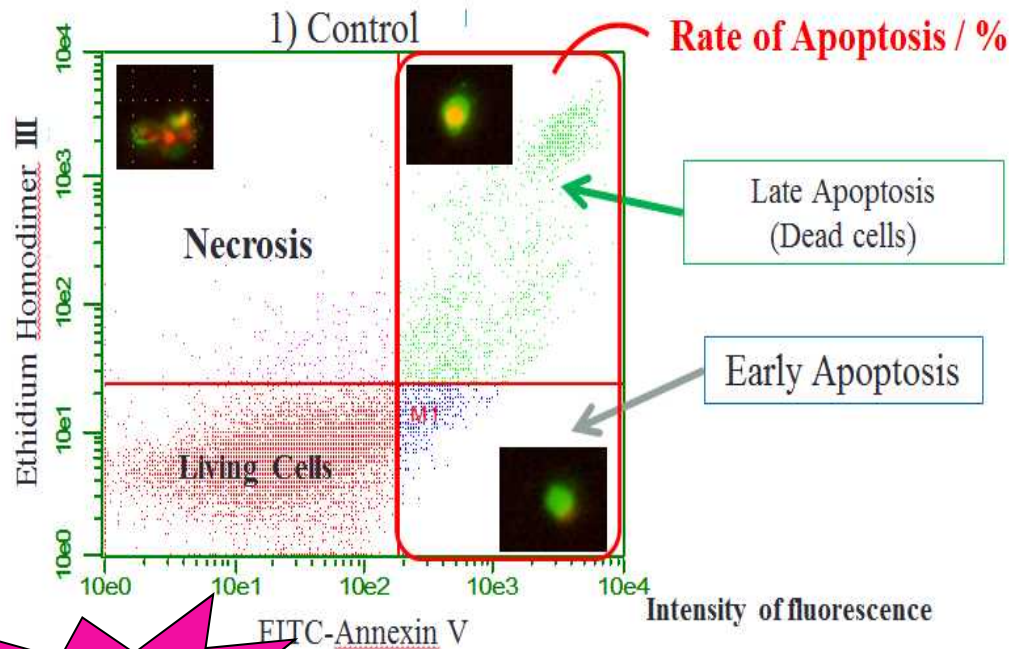 1) Control
Rate of Apoptosis / %
10e4
10e3
10e2
10e1
10e0
Ethidium Homodimer III
Necrosis
Late Apoptosis
(Dead cells)
Early Apoptosis
M1
Living Cells
10e0 10e1 10e2 10e3 10e4
Intensity of fluorescence
FITC-Annexin V